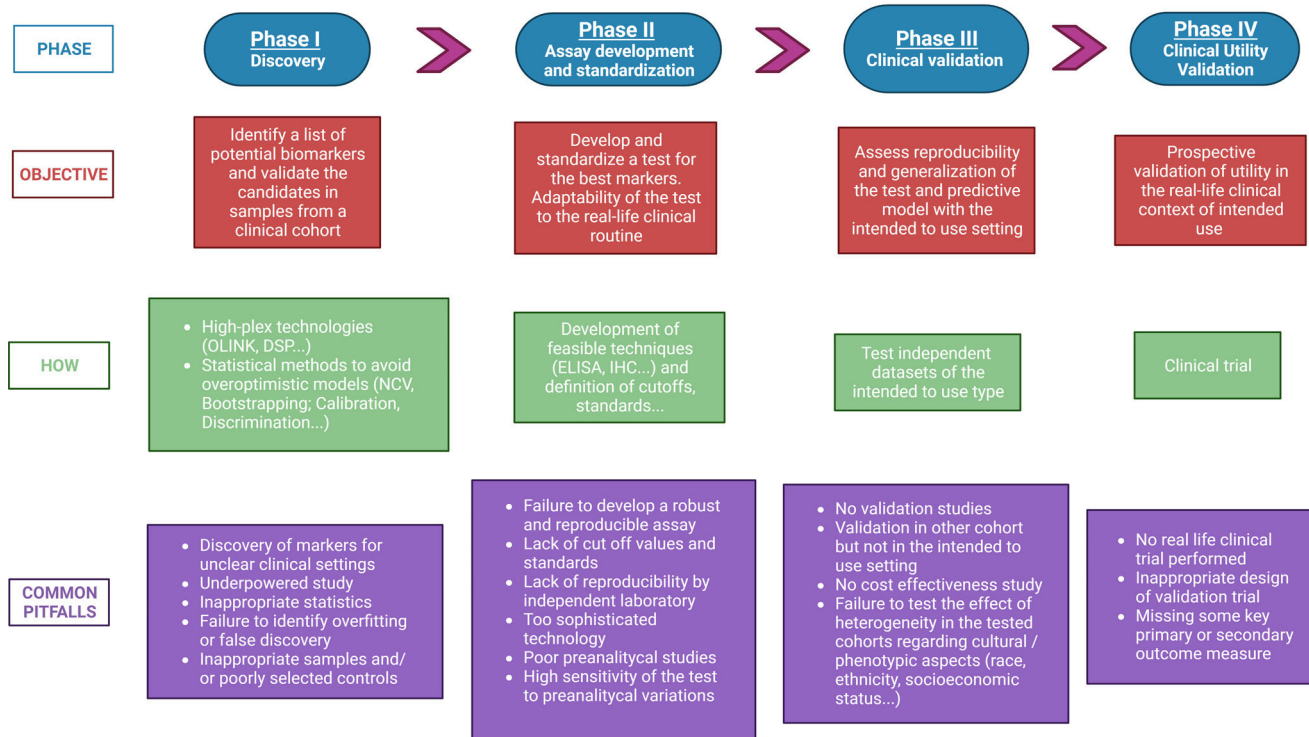 PHASE
Phase I
Discovery
Phase II
Assay development
and standardization
Phase III
Clinical validation
Phase IV
Clinical Utility
Validation
OBJECTIVE
Identify a list of
potential biomarkers
and validate the
candidates in
samples from a
clinical cohort
Develop and
standardize a test for
the best markers.
Adaptability of the test
to the real-life clinical
routine
Assess reproducibility
and generalization of
the test and predictive
model with the
intended to use setting
Prospective
validation of utility in
the real-life clinical
context of intended
use
HOW
• High-plex technologies
(OLINK, DSP...)
• Statistical methods to avoid
overoptimistic models (NCV,
Bootstrapping; Calibration,
Discrimination...)
Development of
feasible techniques
(ELISA, IHC...) and
definition of cutoffs,
standards...
Test independent
datasets of the
intended to use type
Clinical trial
COMMON
PITFALLS
• Discovery of markers for
unclear clinical settings
• Underpowered study
• Inappropriate statistics
• Failure to identify overfitting
or false discovery
• Inappropriate samples and/
or poorly selected controls
• Failure to develop a robust
and reproducible assay
• Lack of cut off values and
standards
• Lack of reproducibility by
independent laboratory
• Too sophisticated
technology
• Poor preanalitycal studies
• High sensitivity of the test
to preanalitycal variations
• No validation studies
• Validation in other cohort
but not in the intended to
use setting
• No cost effectiveness study
• Failure to test the effect of
heterogeneity in the tested
cohorts regarding cultural /
phenotypic aspects (race,
ethnicity, socioeconomic
status...)
• No real life clinical
trial performed
• Inappropriate design
of validation trial
• Missing some key
primary or secondary
outcome measure